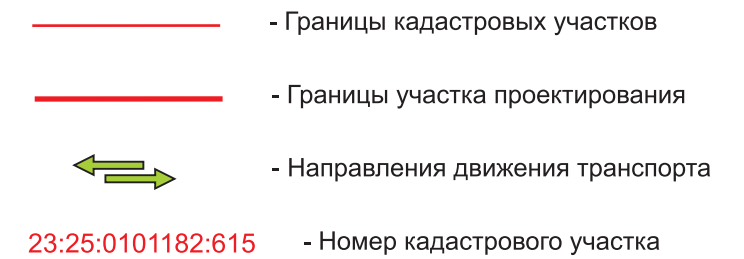 - Границы кадастровых участков
- Границы участка проектирования
- Направления движения транспорта
23:25:0101182:615 - Номер кадастрового участка